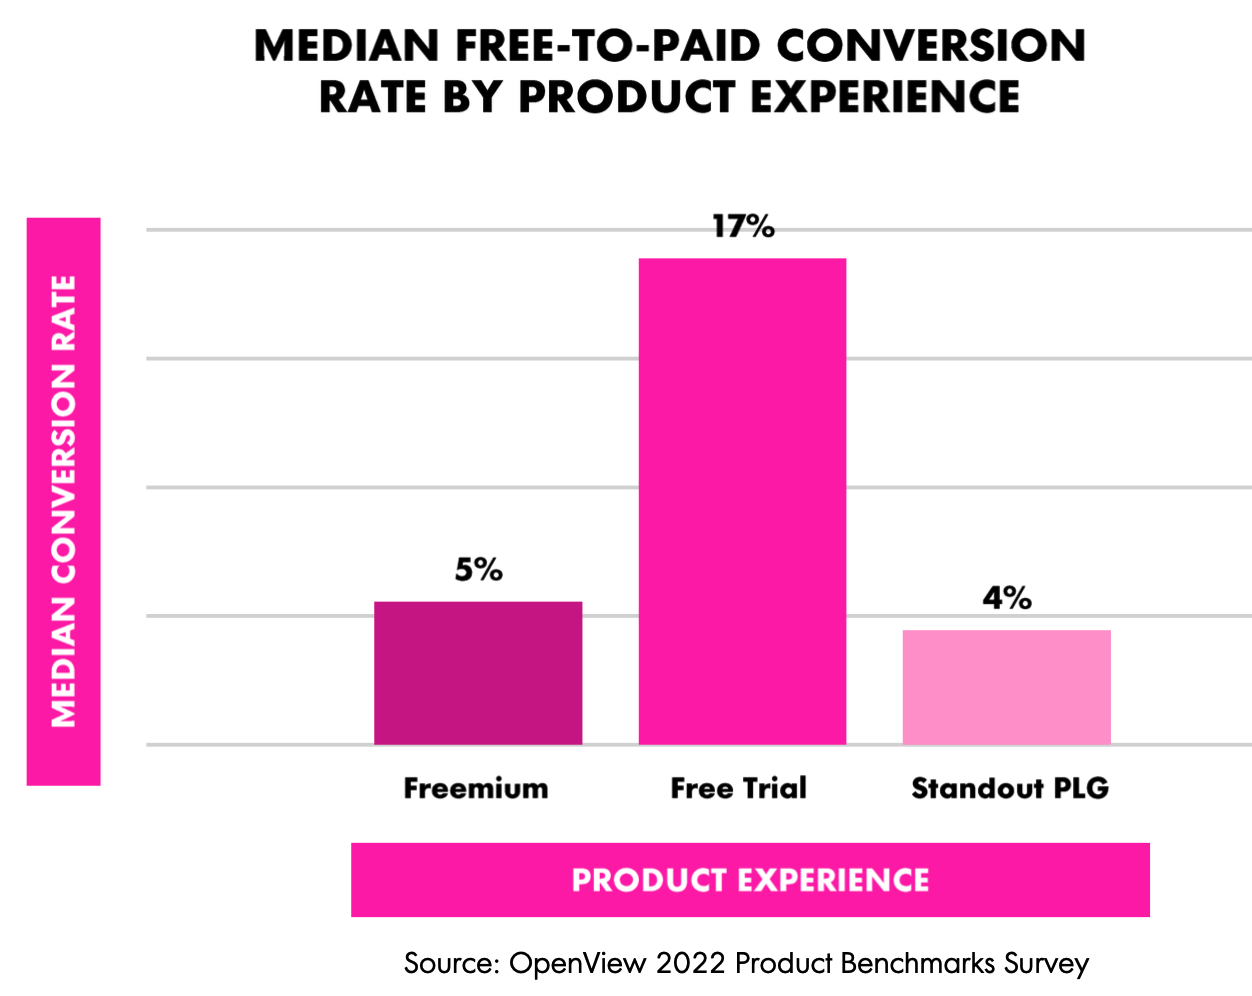 MEDIAN FREE-TO-PAID CONVERSION
RATE BY PRODUCT EXPERIENCE
MEDIAN CONVERSION RATE
17%
5%
4%
Freemium
Free Trial
Standout PLG
PRODUCT EXPERIENCE
Source: OpenView 2022 Product Benchmarks Survey